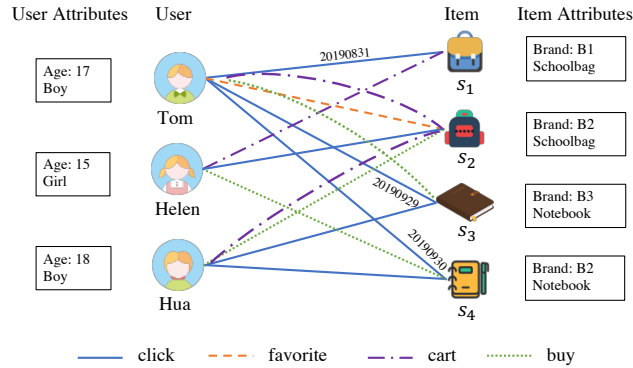 User Attributes
User
Item
Item Attributes
20190831
Age: 17
Boy
Tom
s1
Brand: B1
Schoolbag
Age: 15
Girl
Helen
s2
Brand: B2
Schoolbag
20190929
s3
Brand: B3
Notebook
20190930
Age: 18
Boy
Hua
s4
Brand: B2
Notebook
click
favorite
cart
buy